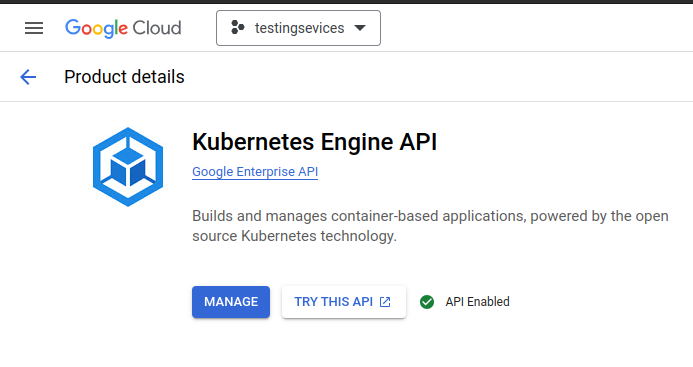 Google Cloud
testingsevices
Product details
Kubernetes Engine API
Google Enterprise API
Builds and manages container-based applications, powered by the open
source Kubernetes technology.
MANAGE
TRY THIS API
API Enabled